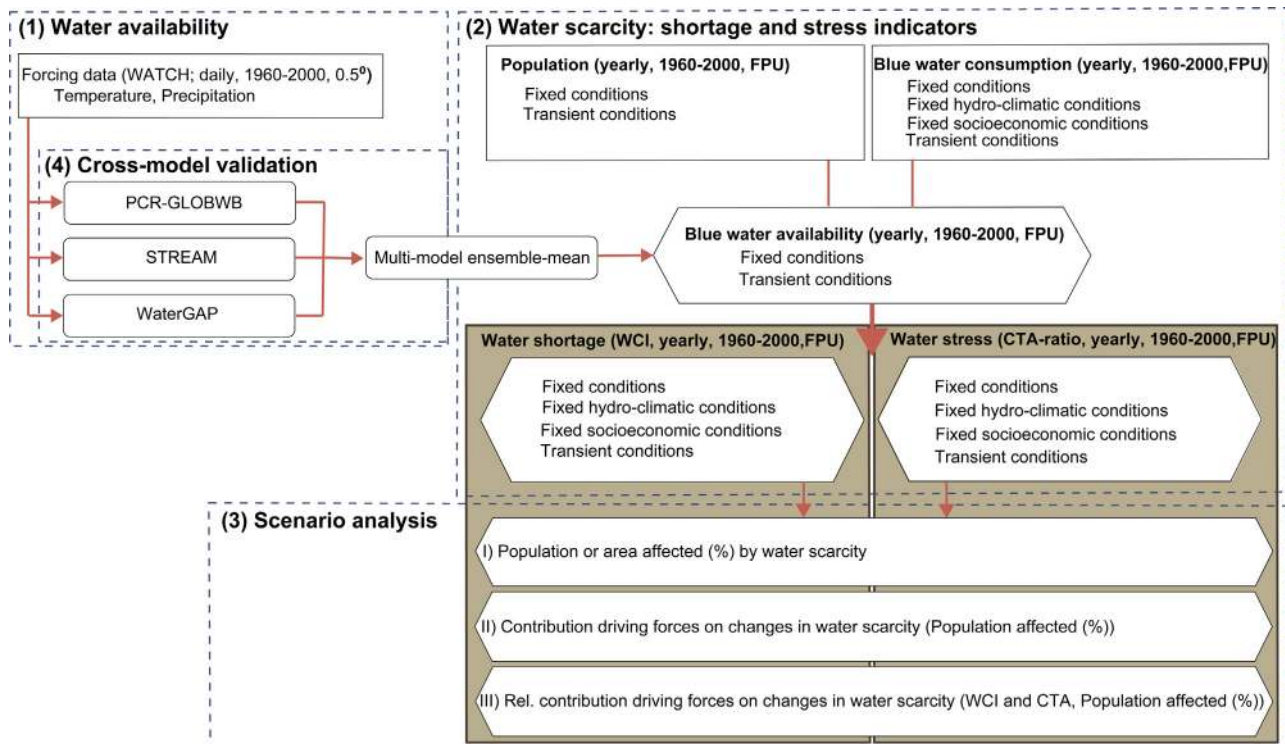 (1) Water availability
Forcing data (WATCH; daily, 1960-2000, 0.5⁰)
Temperature, Precipitation
(4) Cross-model validation
PCR-GLOBWB
STREAM
WaterGAP
Multi-model ensemble-mean
(2) Water scarcity: shortage and stress indicators
Population (yearly, 1960-2000, FPU)
Fixed conditions
Transient conditions
Blue water consumption (yearly, 1960-2000,FPU)
Fixed conditions
Fixed hydro-climatic conditions
Fixed socioeconomic conditions
Transient conditions
Blue water availability (yearly, 1960-2000, FPU)
Fixed conditions
Transient conditions
Water shortage (WCI, yearly, 1960-2000,FPU)
Fixed conditions
Fixed hydro-climatic conditions
Fixed socioeconomic conditions
Transient conditions
Water stress (CTA-ratio, yearly, 1960-2000,FPU)
Fixed conditions
Fixed hydro-climatic conditions
Fixed socioeconomic conditions
Transient conditions
(3) Scenario analysis
I) Population or area affected (%) by water scarcity
II) Contribution driving forces on changes in water scarcity (Population affected (%))
III) Rel. contribution driving forces on changes in water scarcity (WCI and CTA, Population affected (%))